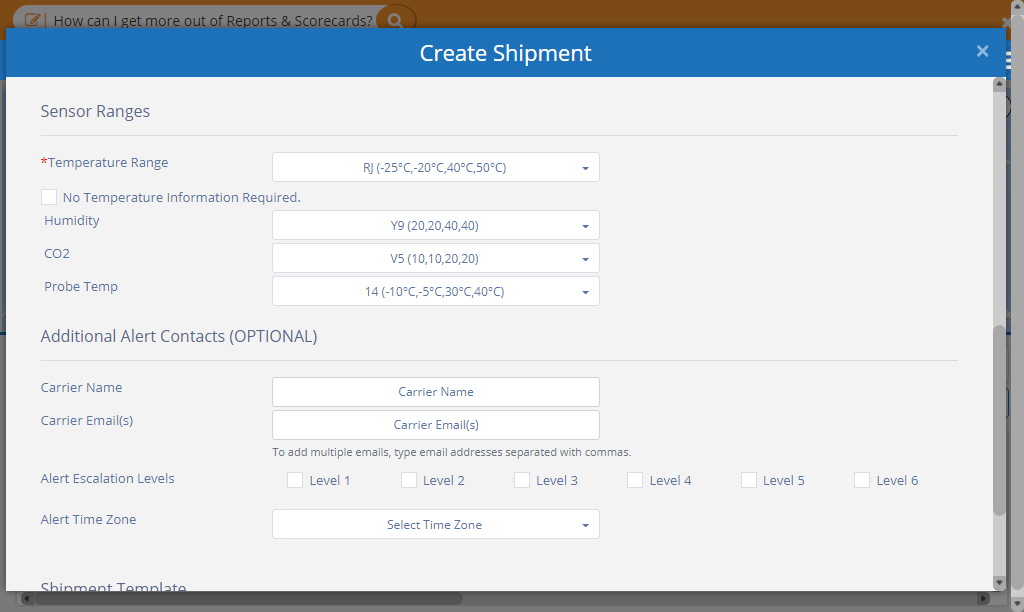 How can I get more out of Reports & Scorecards?
Create Shipment
×
Sensor Ranges
*Temperature Range
RJ (-25°C,-20°C,40°C,50°C)
No Temperature Information Required.
Humidity
Y9 (20,20,40,40)
CO2
V5 (10,10,20,20)
Probe Temp
14 (-10°C,-5°C,30°C,40°C)
Additional Alert Contacts (OPTIONAL)
Carrier Name
Carrier Name
Carrier Email(s)
Carrier Email(s)
To add multiple emails, type email addresses separated with commas.
Alert Escalation Levels
Level 1 Level 2 Level 3 Level 4 Level 5 Level 6
Alert Time Zone
Select Time Zone
Shipment Template